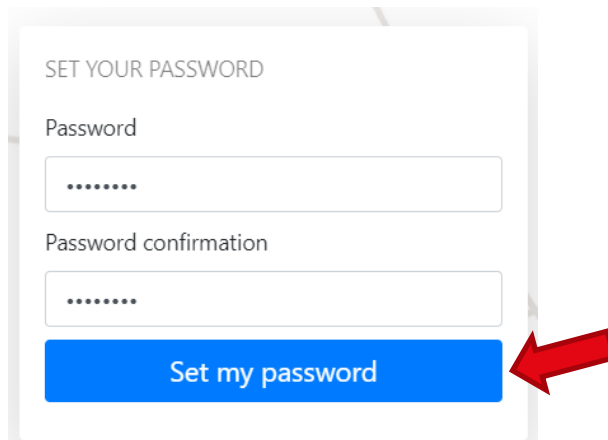 SET YOUR PASSWORD
Password
••••••••
Password confirmation
••••••••
Set my password